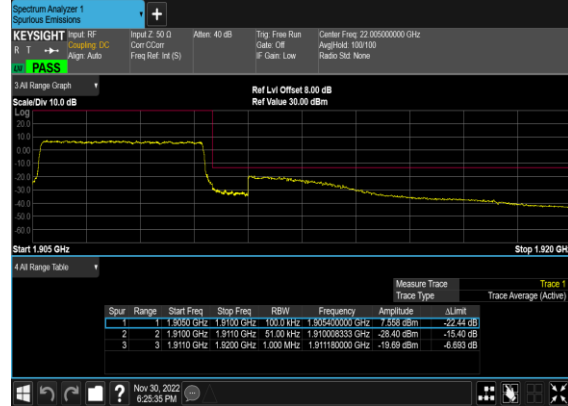 Spectrum Analyzer 1
Spurious Emissions
+
KEYSIGHT Input: RF Input Z: 50 Ω Atten: 40 dB Trig: Free Run Center Freq: 22.005000000 GHz
R T Coupling: DC Corr CCorr Gate: Off Avg|Hold: 100/100
Align: Auto Freq Ref: Int (S) IF Gain: Low Radio Std: None
PASS
3 All Range Graph
Ref Lvl Offset 8.00 dB
Scale/Div 10.0 dB Ref Value 30.00 dBm
Log
20.0
10.0
0.00
-10.0
-20.0
-30.0
-40.0
-50.0
-60.0
Start 1.905 GHz Stop 1.920 GH
4 All Range Table
Measure Trace Trace 1
Trace Type Trace Average (Active)
Spur Range Start Freq Stop Freq RBW Frequency Amplitude ΔLimit
1 1 1.9050 GHz 1.9100 GHz 100.0 kHz 1.905400000 GHz 7.558 dBm -22.44 dB
2 2 1.9100 GHz 1.9110 GHz 51.00 kHz 1.910008333 GHz -28.40 dBm -15.40 dB
3 3 1.9110 GHz 1.9200 GHz 1.000 MHz 1.911180000 GHz -19.69 dBm -6.693 dB
? Nov 30, 2022
6:25:35 PM